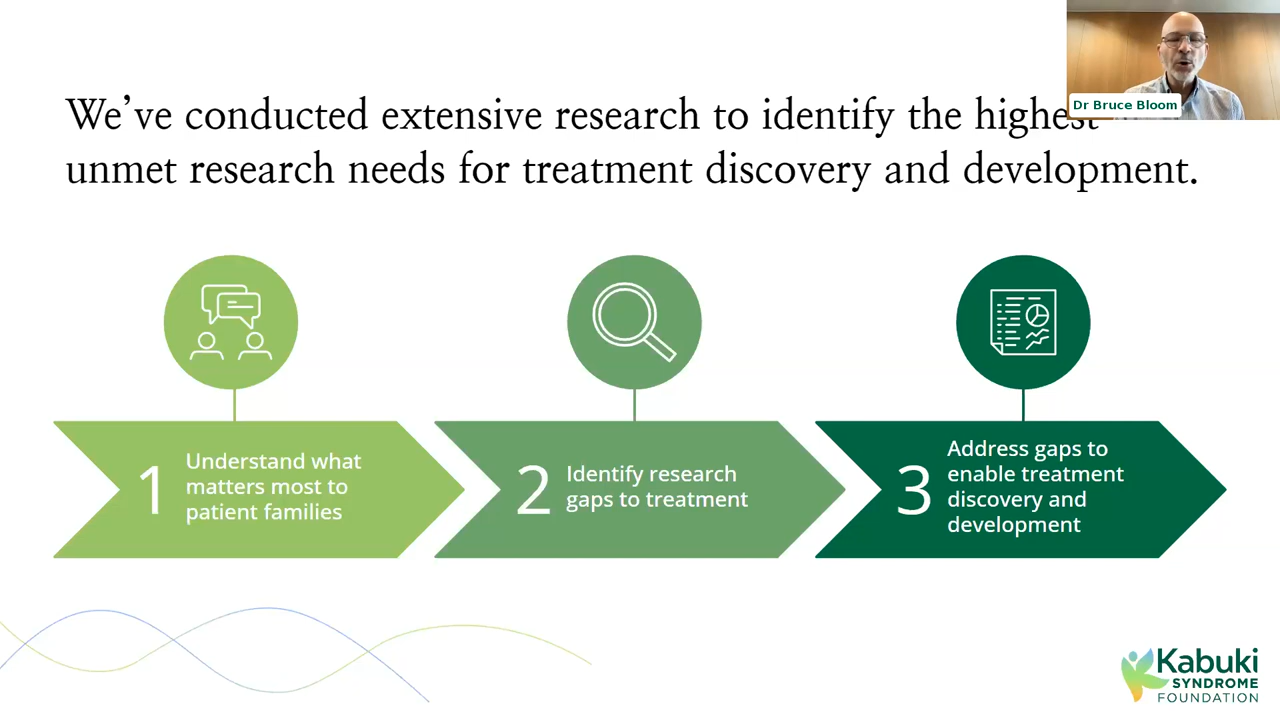 We've conducted extensive research to identify the highest
unmet research needs for treatment discovery and development.
Dr Bruce Bloom
1
Understand what
matters most to
patient families
2
Identify research
gaps to treatment
3
Address gaps to
enable treatment
discovery and
development
Kabuki
SYNDROME
FOUNDATION